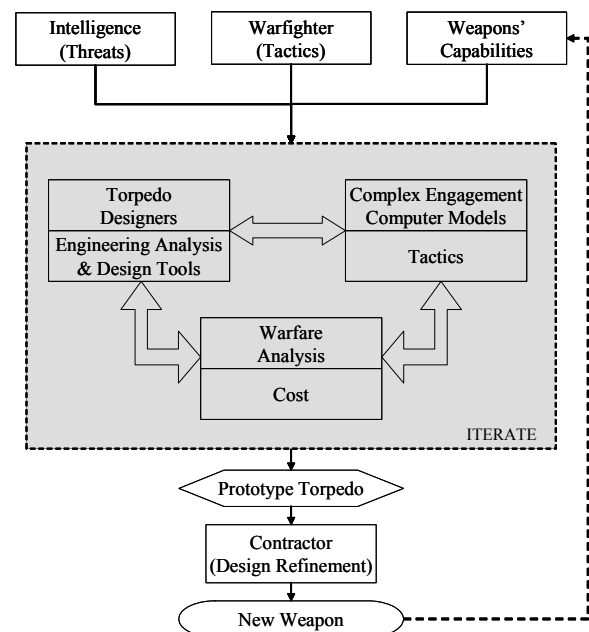 Intelligence
(Threats)
Warfighter
(Tactics)
Weapons’
Capabilities
Torpedo
Designers
Engineering Analysis
& Design Tools
Complex Engagement
Computer Models
Tactics
Warfare
Analysis
Cost
ITERATE
Prototype Torpedo
Contractor
(Design Refinement)
New Weapon